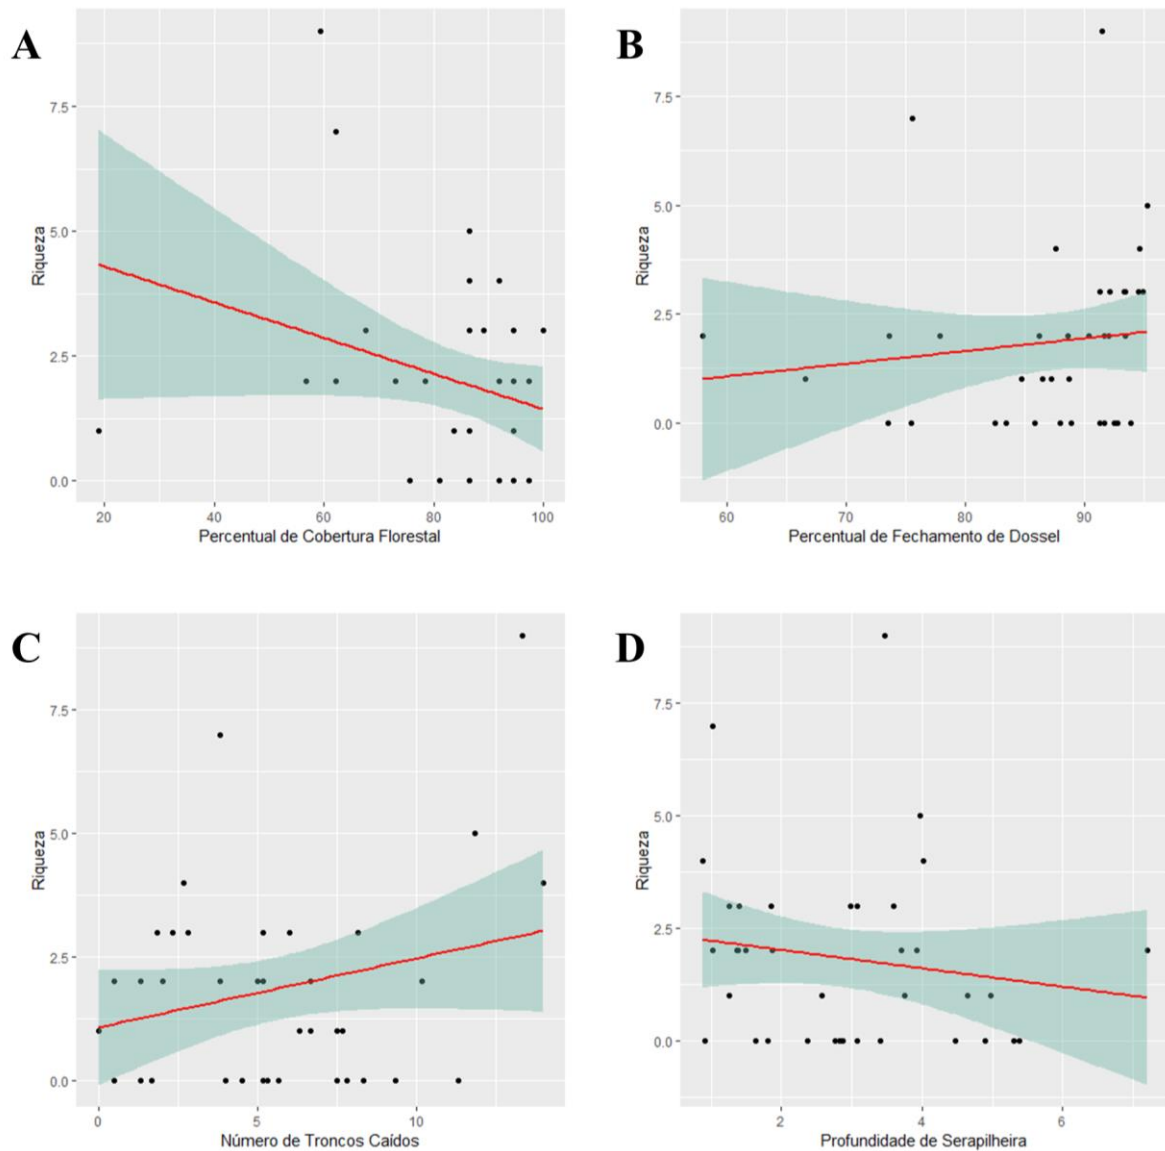 A
Riqueza
7.5
5.0
2.5
0.0
20 40 60 80 100
Percentual de Cobertura Florestal
B
Riqueza
7.5
5.0
2.5
0.0
60 70 80 90
Percentual de Fechamento de Dossel
C
Riqueza
7.5
5.0
2.5
0.0
0 5 10
Número de Troncos Caídos
D
Riqueza
7.5
5.0
2.5
0.0
2 4 6
Profundidade de Serapilheira